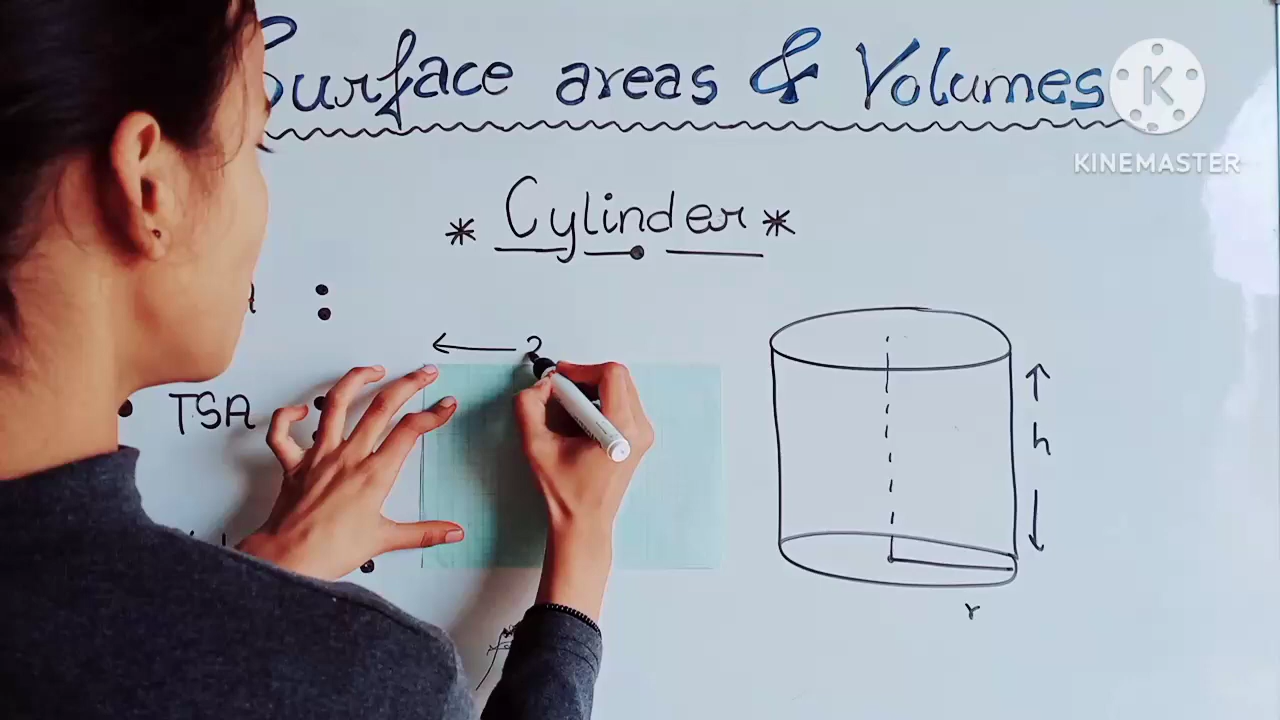 Surface areas & Volumes
K
KINEMASTER
* Cylinder *
:
TSA :
h
r